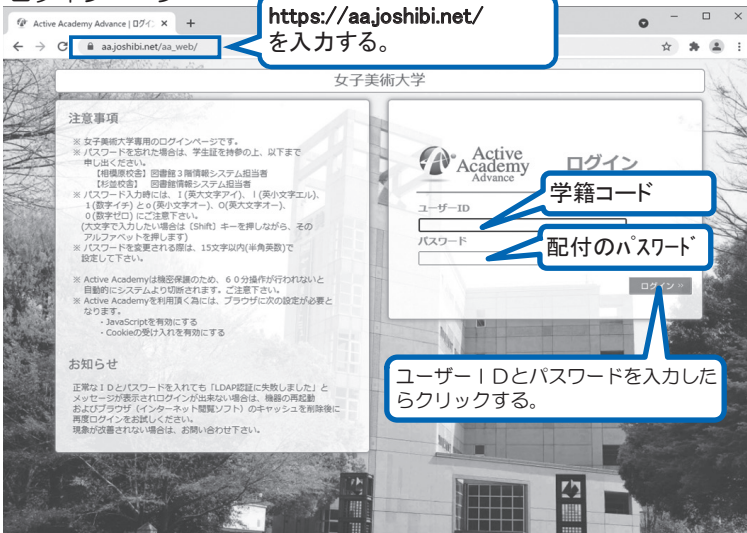 Active Academy Advance | ログイ
https://aa.joshibi.net/
を入力する。
aa.joshibi.net/aa_web/
女子美術大学
注意事項
※ 女子美術大学専用のログインページです。
※ パスワードを忘れた場合は、学生証を持参の上、以下まで
申し出ください。
【相模原校舎】図書館３階情報システム担当者
【杉並校舎】 図書館情報システム担当者
※ パスワード入力時には、I(英大文字アイ)、l(英小文字エル)、
1(数字イチ) とo(英小文字オー)、O(英大文字オー)、
0(数字ゼロ) にご注意下さい。
(大文字で入力したい場合は〔Shift〕キーを押しながら、その
アルファベットを押します)
※ パスワードを変更される際は、15文字以内(半角英数)で
設定して下さい。
※ Active Academyは機密保護のため、６０分操作が行われないと
自動的にシステムより切断されます。ご注意下さい。
※ Active Academyを利用頂く為には、ブラウザに次の設定が必要と
なります。
・JavaScriptを有効にする
・Cookieの受け入れを有効にする
お知らせ
正常なＩＤとパスワードを入れても「LDAP認証に失敗しました」と
メッセージが表示されログインが出来ない場合は、機器の再起動
およびブラウザ（インターネット閲覧ソフト）のキャッシュを削除後に
再度ログインをお試しください。
現象が改善されない場合は、お問い合わせ下さい。
Active
Academy
Advance
ログイン
学籍コード
ユーザーID
パスワード
配付のパスワード
ログイン »
ユーザーＩＤとパスワードを入力した
らクリックする。